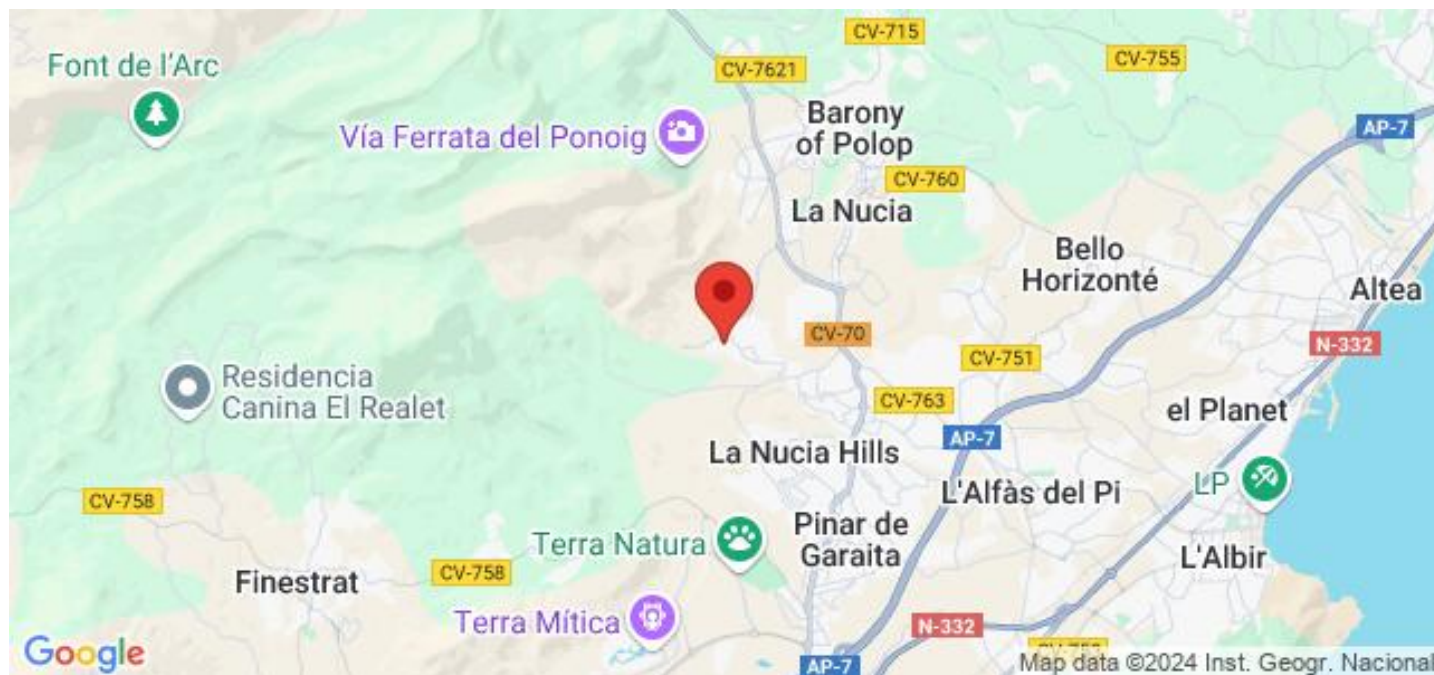 CV-715
CV-755
Font de l'Arc
CV-7621
Barony
of Polop
AP-7
Vía Ferrata del Ponoig
CV-760
La Nucia
Bello
Horizonté
Altea
CV-70
N-332
CV-751
Residencia
Canina El Realet
CV-763
el Planet
AP-7
La Nucia Hills
LP
L'Alfàs del Pi
CV-758
Pinar de
Garaita
Terra Natura
L'Albir
CV-758
Finestrat
Terra Mítica
N-332
Google
AP-7
Map data ©2024 Inst. Geogr. Nacional